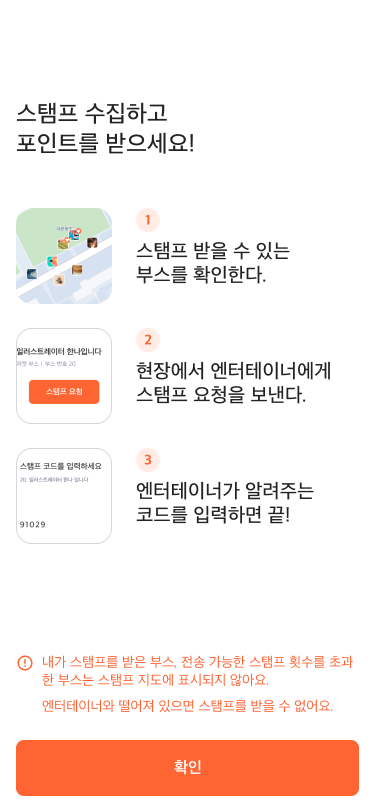 스탬프 수집하고
포인트를 받으세요!
1
스탬프 받을 수 있는
부스를 확인한다.
일러스트레이터 한나입니다
마켓 부스 | 부스 번호 20
스탬프 요청
2
현장에서 엔터테이너에게
스탬프 요청을 보낸다.
스탬프 코드를 입력하세요
20. 일러스트레이터 한나 입니다
91029
3
엔터테이너가 알려주는
코드를 입력하면 끝!
내가 스탬프를 받은 부스, 전송 가능한 스탬프 횟수를 초과
한 부스는 스탬프 지도에 표시되지 않아요.
엔터테이너와 떨어져 있으면 스탬프를 받을 수 없어요.
확인